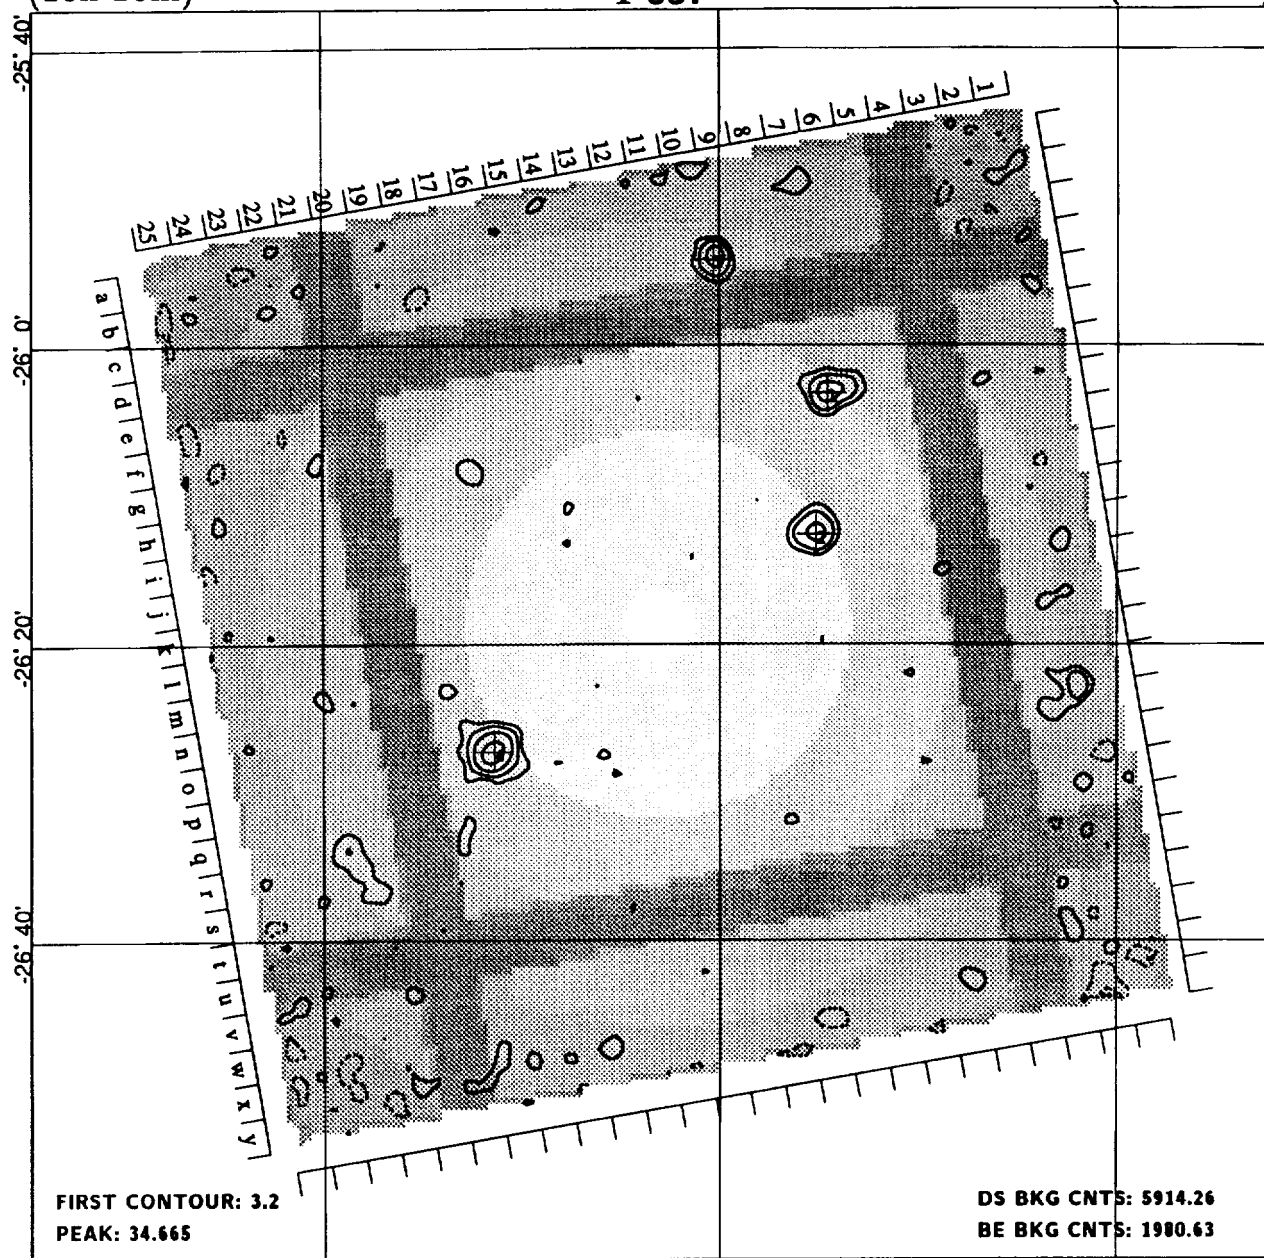 -25° 40'
1 2 3 4 5 6 7 8 9 10 11 12 13 14 15 16 17 18 19 20 21 22 23 24 25
a b c d e f g h i j k l m n o p q r s t u v w x y
-26° 0'
-26° 20'
-26° 40'
FIRST CONTOUR: 3.2
PEAK: 34.665
DS BKG CNTS: 5914.26
BE BKG CNTS: 1980.63